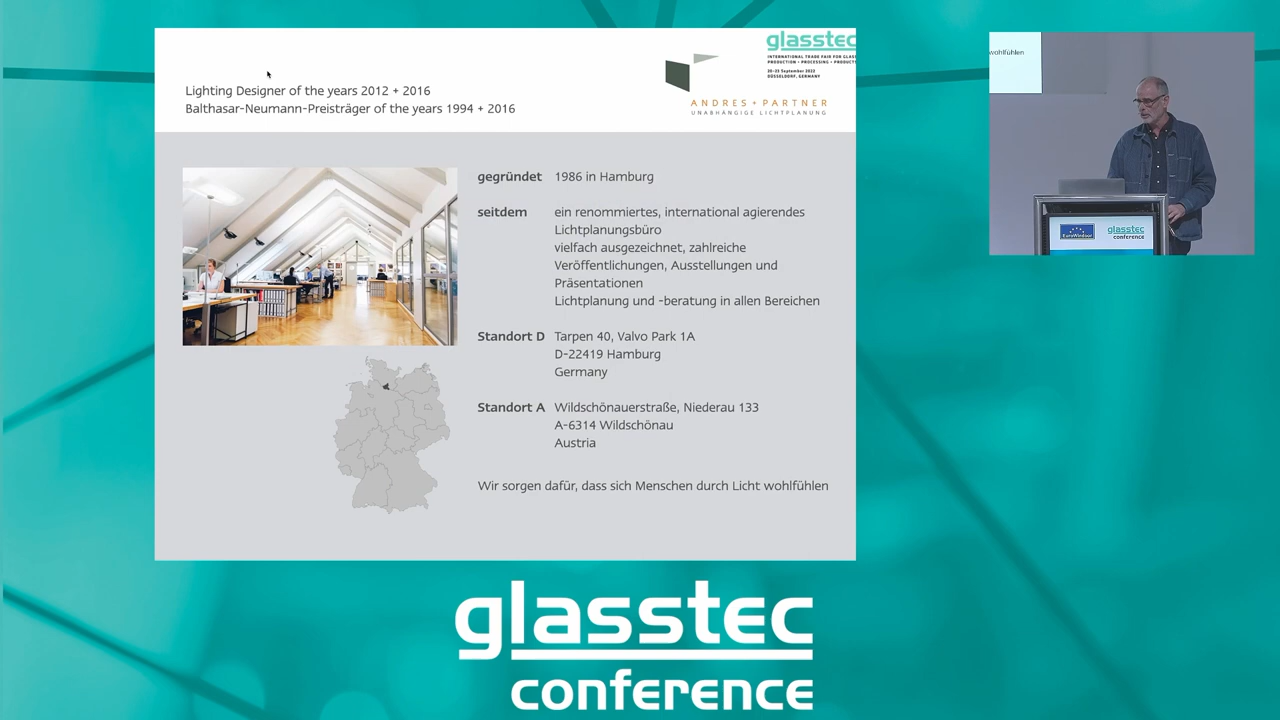 glasstec
INTERNATIONAL TRADE FAIR FOR GLASS
PRODUCTION • PROCESSING • PRODUCTS
20–23 September 2022
DÜSSELDORF, GERMANY
Lighting Designer of the years 2012 + 2016
Balthasar-Neumann-Preisträger of the years 1994 + 2016
ANDRES + PARTNER
UNABHÄNGIGE LICHTPLANUNG
gegründet 1986 in Hamburg
seitdem ein renommiertes, international agierendes
Lichtplanungsbüro
vielfach ausgezeichnet, zahlreiche
Veröffentlichungen, Ausstellungen und
Präsentationen
Lichtplanung und -beratung in allen Bereichen
Standort D Tarpen 40, Valvo Park 1A
D-22419 Hamburg
Germany
Standort A Wildschönauerstraße, Niederau 133
A-6314 Wildschönau
Austria
Wir sorgen dafür, dass sich Menschen durch Licht wohlfühlen
wohlfühlen
EuroWindoor
glasstec
conference
glasstec
conference